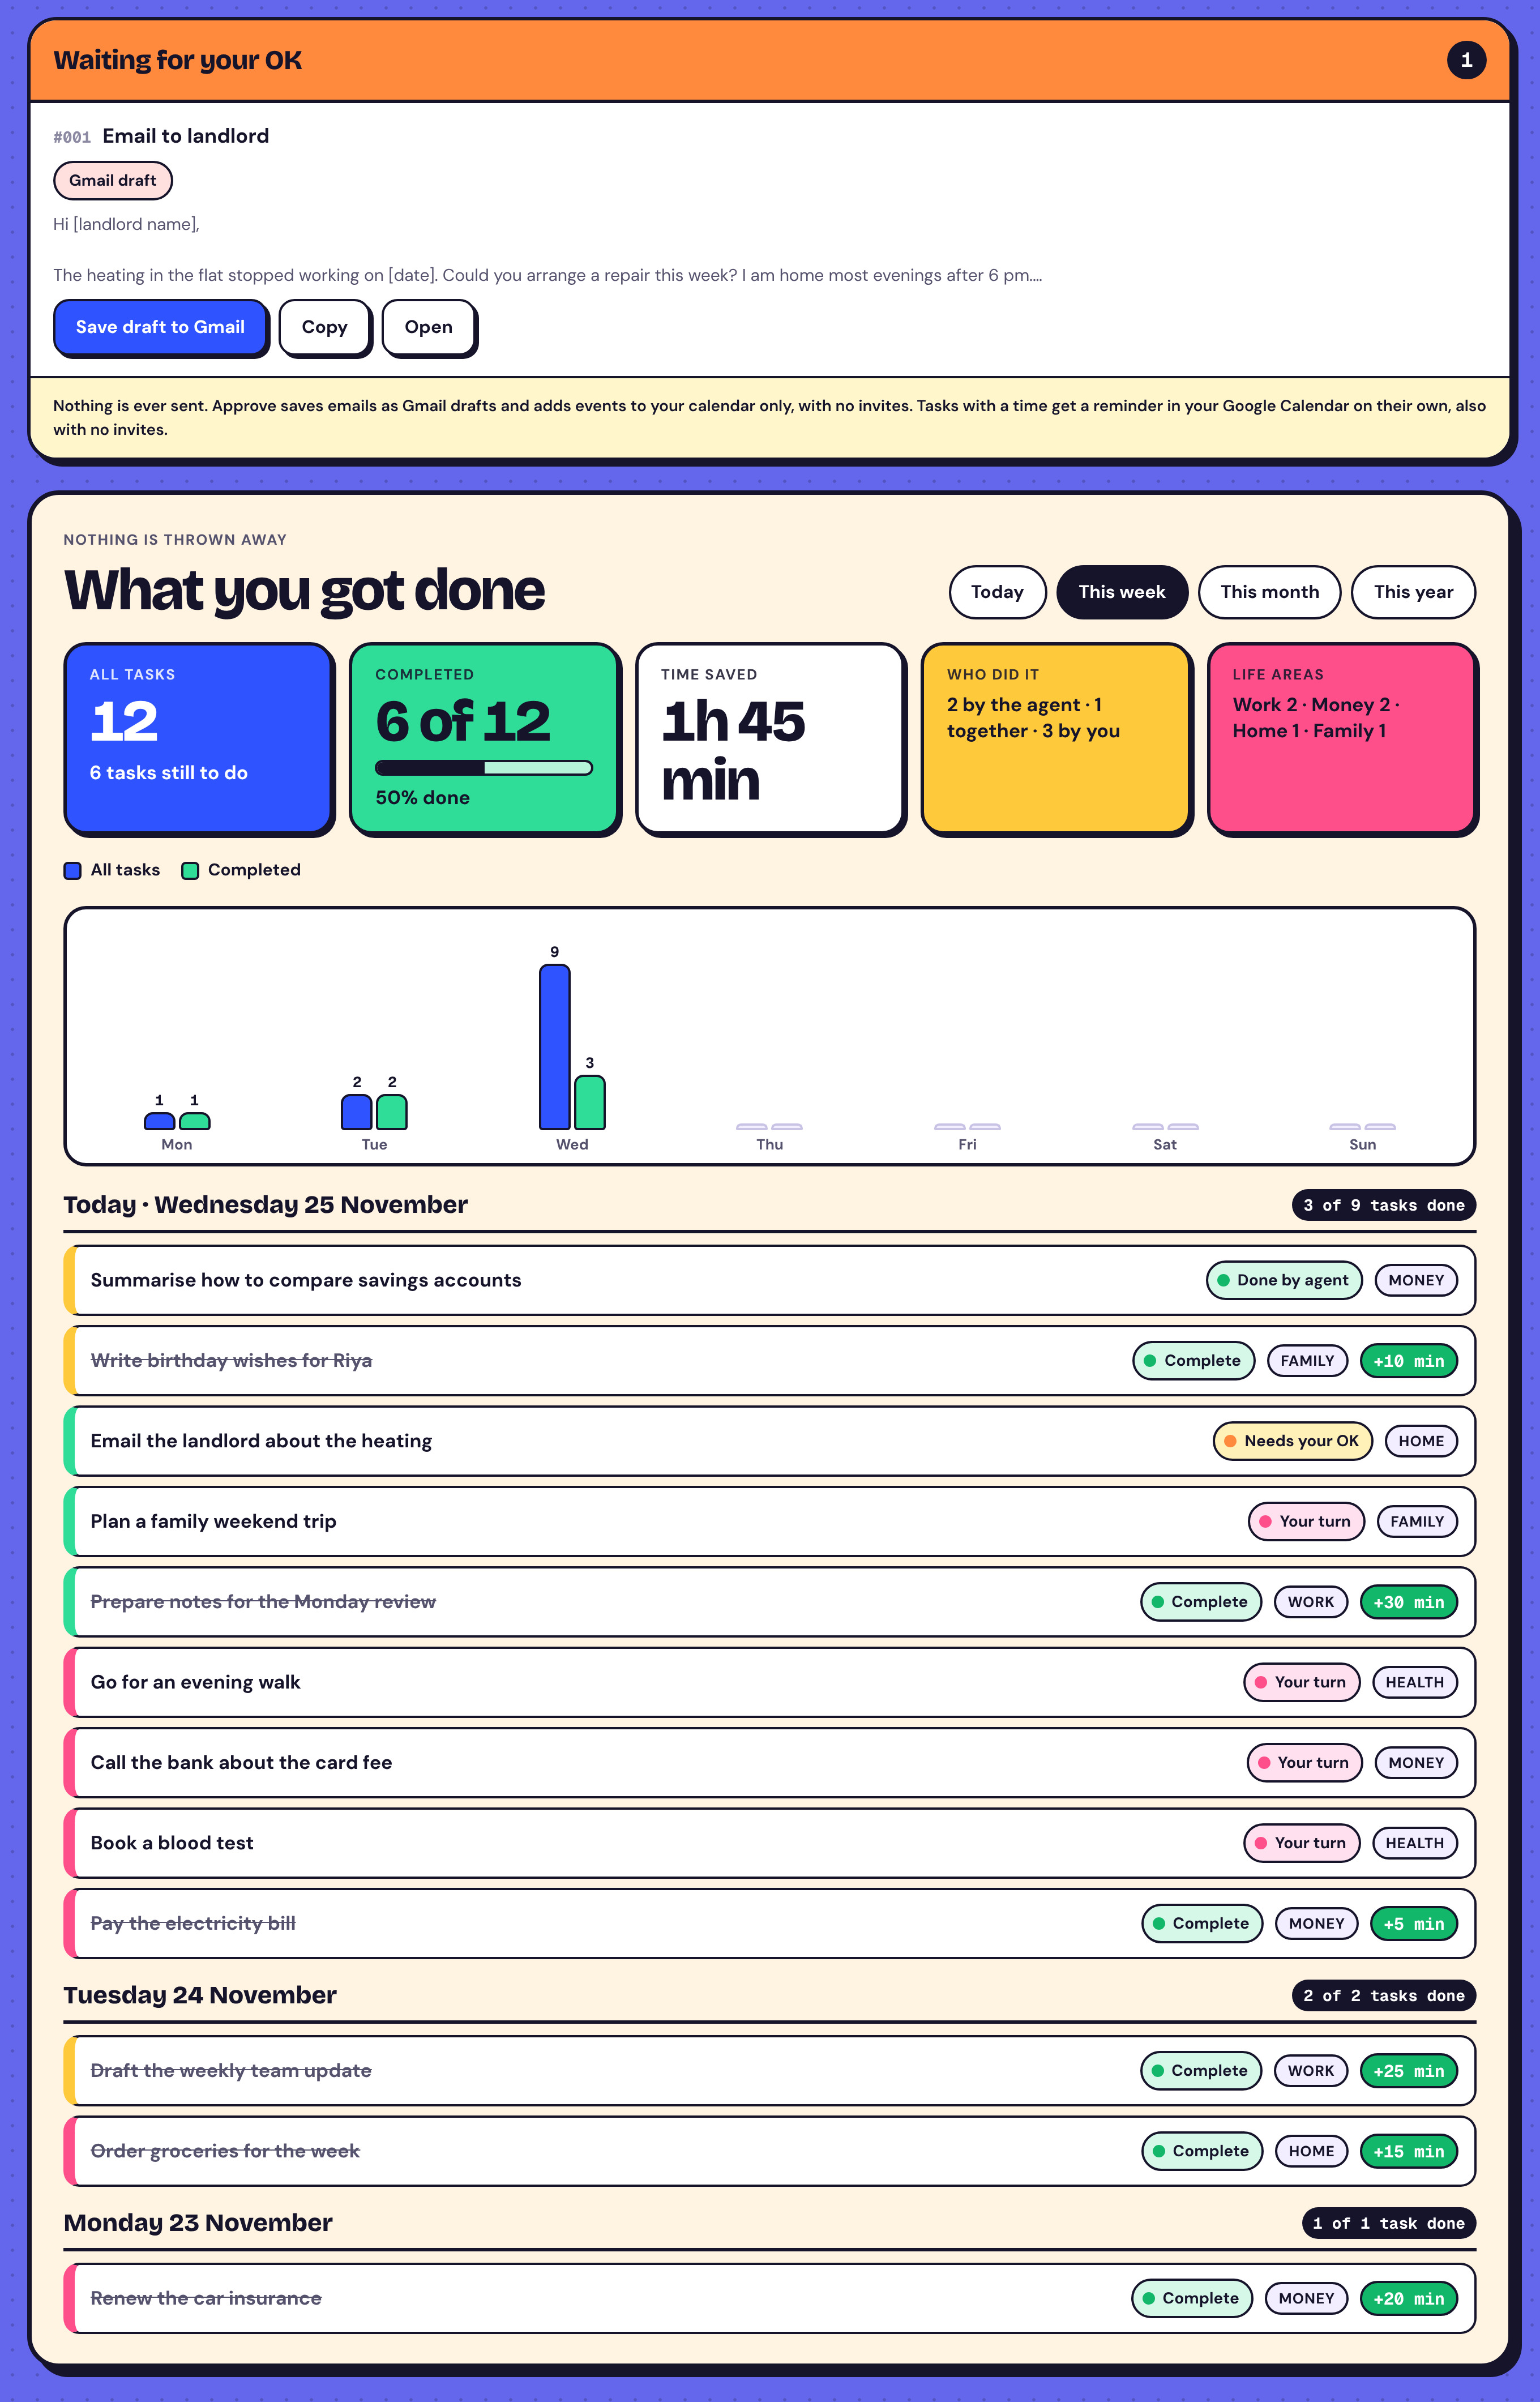 Waiting for your OK
1
#001 Email to landlord
Gmail draft
Hi [landlord name],
The heating in the flat stopped working on [date]. Could you arrange a repair this week? I am home most evenings after 6 pm....
Save draft to Gmail
Copy
Open
Nothing is ever sent. Approve saves emails as Gmail drafts and adds events to your calendar only, with no invites. Tasks with a time get a reminder in your Google Calendar on their own, also
with no invites.
NOTHING IS THROWN AWAY
What you got done
Today
This week
This month
This year
ALL TASKS
12
6 tasks still to do
COMPLETED
6 of 12
50% done
TIME SAVED
1h 45
min
WHO DID IT
2 by the agent · 1
together · 3 by you
LIFE AREAS
Work 2 · Money 2 ·
Home 1 · Family 1
All tasks
Completed
1 1
2 2
9 3
Mon Tue Wed Thu Fri Sat Sun
Today · Wednesday 25 November
3 of 9 tasks done
Summarise how to compare savings accounts
Done by agent
MONEY
Write birthday wishes for Riya
Complete
FAMILY
+10 min
Email the landlord about the heating
Needs your OK
HOME
Plan a family weekend trip
Your turn
FAMILY
Prepare notes for the Monday review
Complete
WORK
+30 min
Go for an evening walk
Your turn
HEALTH
Call the bank about the card fee
Your turn
MONEY
Book a blood test
Your turn
HEALTH
Pay the electricity bill
Complete
MONEY
+5 min
Tuesday 24 November
2 of 2 tasks done
Draft the weekly team update
Complete
WORK
+25 min
Order groceries for the week
Complete
HOME
+15 min
Monday 23 November
1 of 1 task done
Renew the car insurance
Complete
MONEY
+20 min